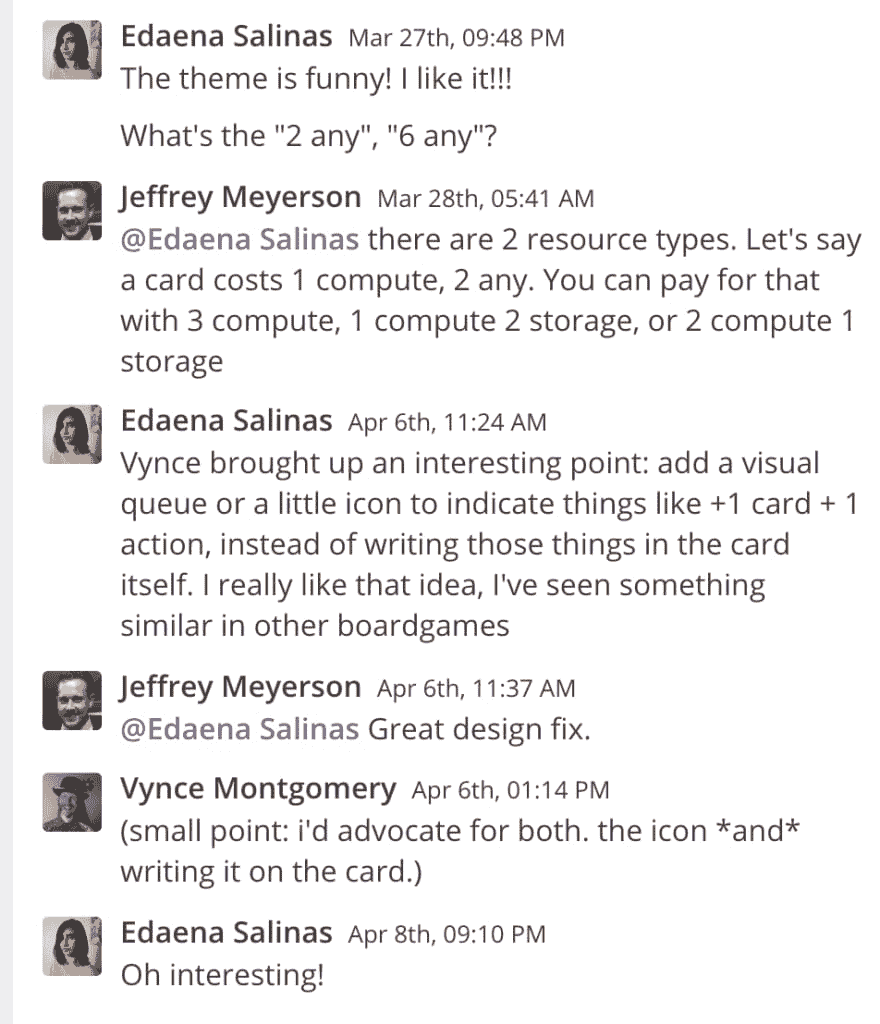 Edaena Salinas Mar 27th, 09:48 PM
The theme is funny! I like it!!!
What's the "2 any", "6 any"?
Jeffrey Meyerson Mar 28th, 05:41 AM
@Edaena Salinas there are 2 resource types. Let's say
a card costs 1 compute, 2 any. You can pay for that
with 3 compute, 1 compute 2 storage, or 2 compute 1
storage
Edaena Salinas Apr 6th, 11:24 AM
Vynce brought up an interesting point: add a visual
queue or a little icon to indicate things like +1 card + 1
action, instead of writing those things in the card
itself. I really like that idea, I've seen something
similar in other boardgames
Jeffrey Meyerson Apr 6th, 11:37 AM
@Edaena Salinas Great design fix.
Vynce Montgomery Apr 6th, 01:14 PM
(small point: i'd advocate for both. the icon *and*
writing it on the card.)
Edaena Salinas Apr 8th, 09:10 PM
Oh interesting!